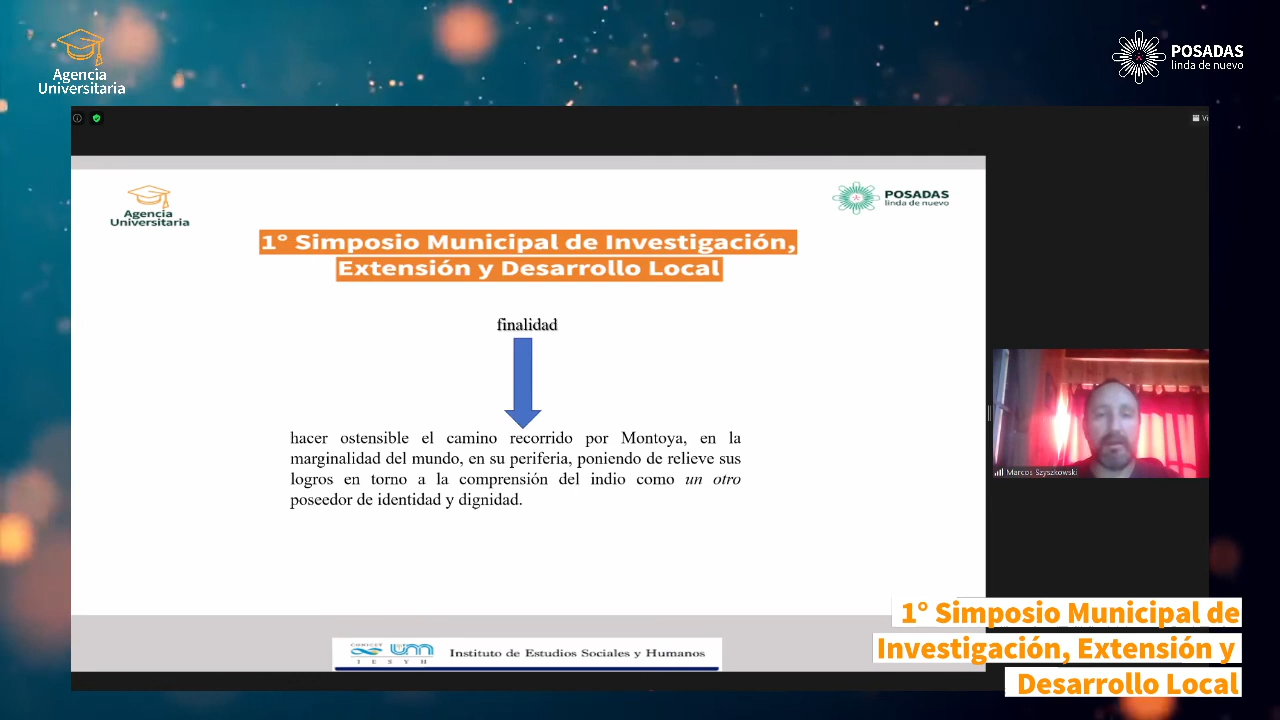 Agencia
Universitaria
POSADAS
linda de nuevo
Vi
Agencia
Universitaria
POSADAS
linda de nuevo
1° Simposio Municipal de Investigación,
Extensión y Desarrollo Local
finalidad
hacer ostensible el camino recorrido por Montoya, en la
marginalidad del mundo, en su periferia, poniendo de relieve sus
logros en torno a la comprensión del indio como un otro
poseedor de identidad y dignidad.
Marcos Szyszkowski
CONICET
UNM
I E S Y H
Instituto de Estudios Sociales y Humanos
1° Simposio Municipal de
Investigación, Extensión y
Desarrollo Local